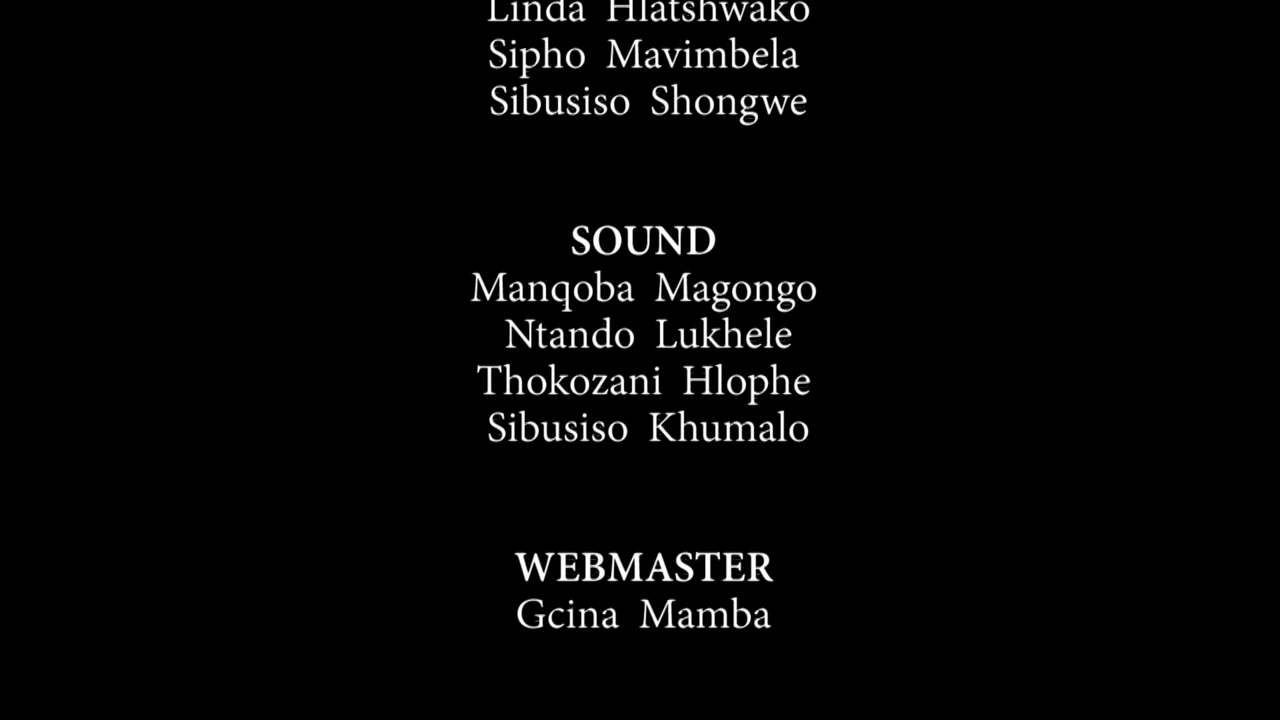 Linda Hlatshwako
Sipho Mavimbela
Sibusiso Shongwe
SOUND
Manqoba Magongo
Ntando Lukhele
Thokozani Hlophe
Sibusiso Khumalo
WEBMASTER
Gcina Mamba